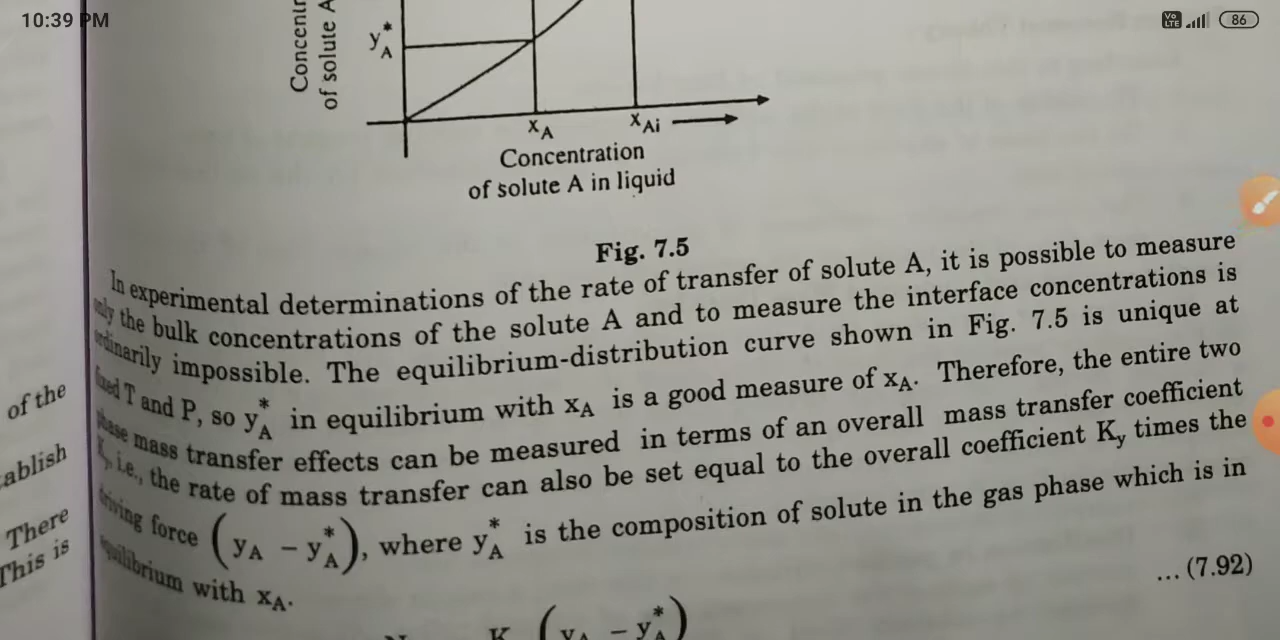 10:39 PM
Vo LTE
86
of solute A
y*A
xA
xAi
Concentration
of solute A in liquid
Fig. 7.5
In experimental determinations of the rate of transfer of solute A, it is possible to measure
the bulk concentrations of the solute A and to measure the interface concentrations is
impossible. The equilibrium-distribution curve shown in Fig. 7.5 is unique at
T and P, so y*A in equilibrium with xA is a good measure of xA. Therefore, the entire two
mass transfer effects can be measured in terms of an overall mass transfer coefficient
i.e., the rate of mass transfer can also be set equal to the overall coefficient Ky times the
force (yA – y*A), where y*A is the composition of solute in the gas phase which is in
equilibrium with xA.
... (7.92)
(yA – y*A)
of the
There
This is